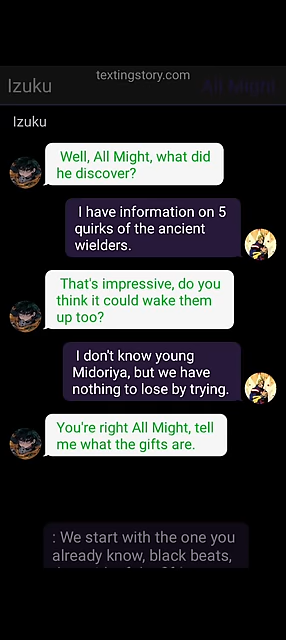 textingstory.com
Izuku
All Might
Izuku
Well, All Might, what did
he discover?
I have information on 5
quirks of the ancient
wielders.
That's impressive, do you
think it could wake them
up too?
I don't know young
Midoriya, but we have
nothing to lose by trying.
You're right All Might, tell
me what the gifts are.
: We start with the one you
already know, black beats,